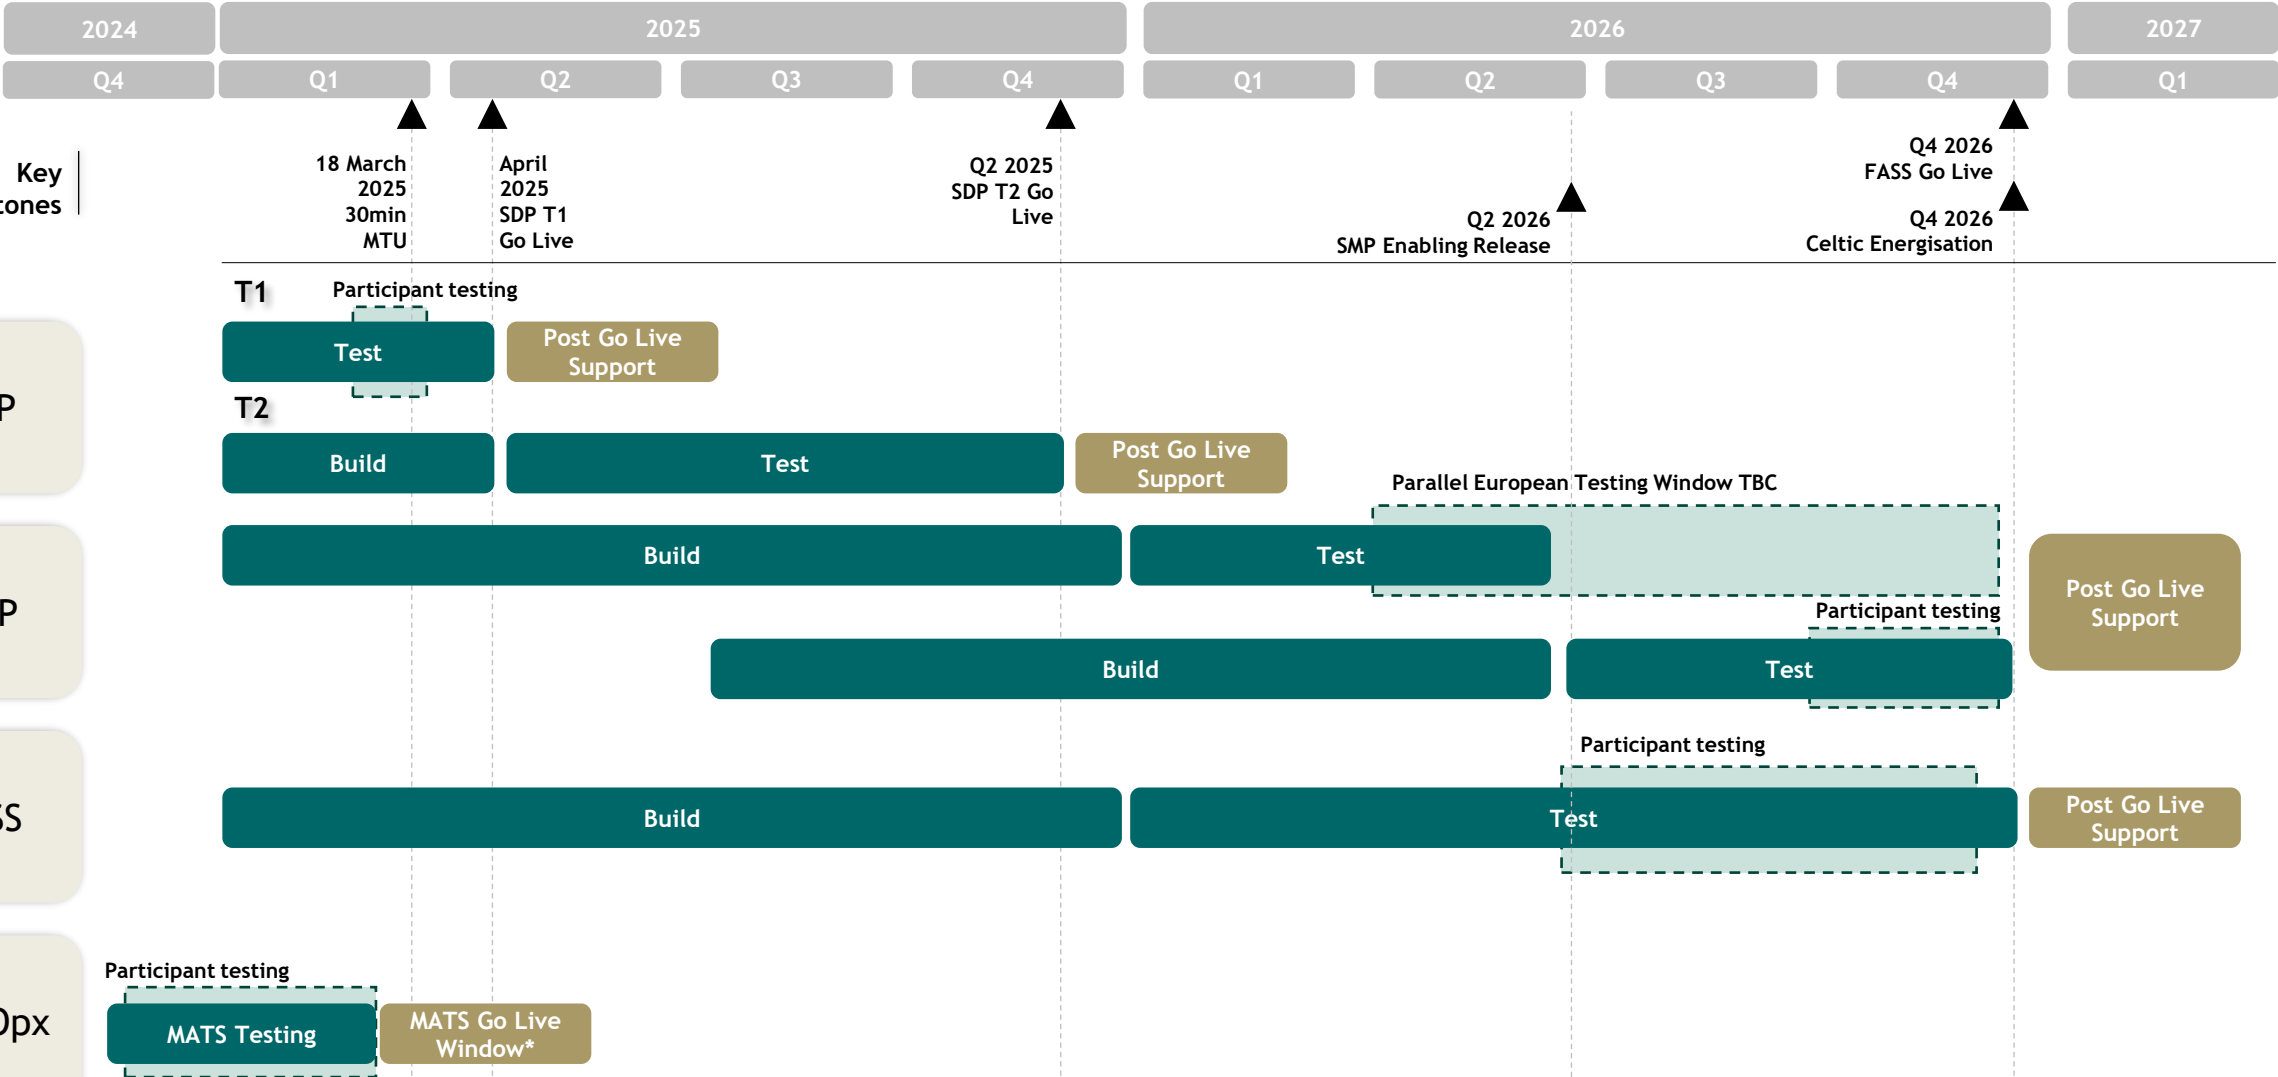 2024
2025
2026
2027
Q4
Q1
Q2
Q3
Q4
Q1
Q2
Q3
Q4
Q1
Key
tones
18 March
2025
30min
MTU
April
2025
SDP T1
Go Live
Q2 2025
SDP T2 Go
Live
Q2 2026
SMP Enabling Release
Q4 2026
FASS Go Live
Q4 2026
Celtic Energisation
T1
Participant testing
Test
Post Go Live
Support
P
T2
Build
Test
Post Go Live
Support
Parallel European Testing Window TBC
Build
Test
Post Go Live
Support
P
Participant testing
Build
Test
Participant testing
SS
Build
Test
Post Go Live
Support
Participant testing
Opx
MATS Testing
MATS Go Live
Window*